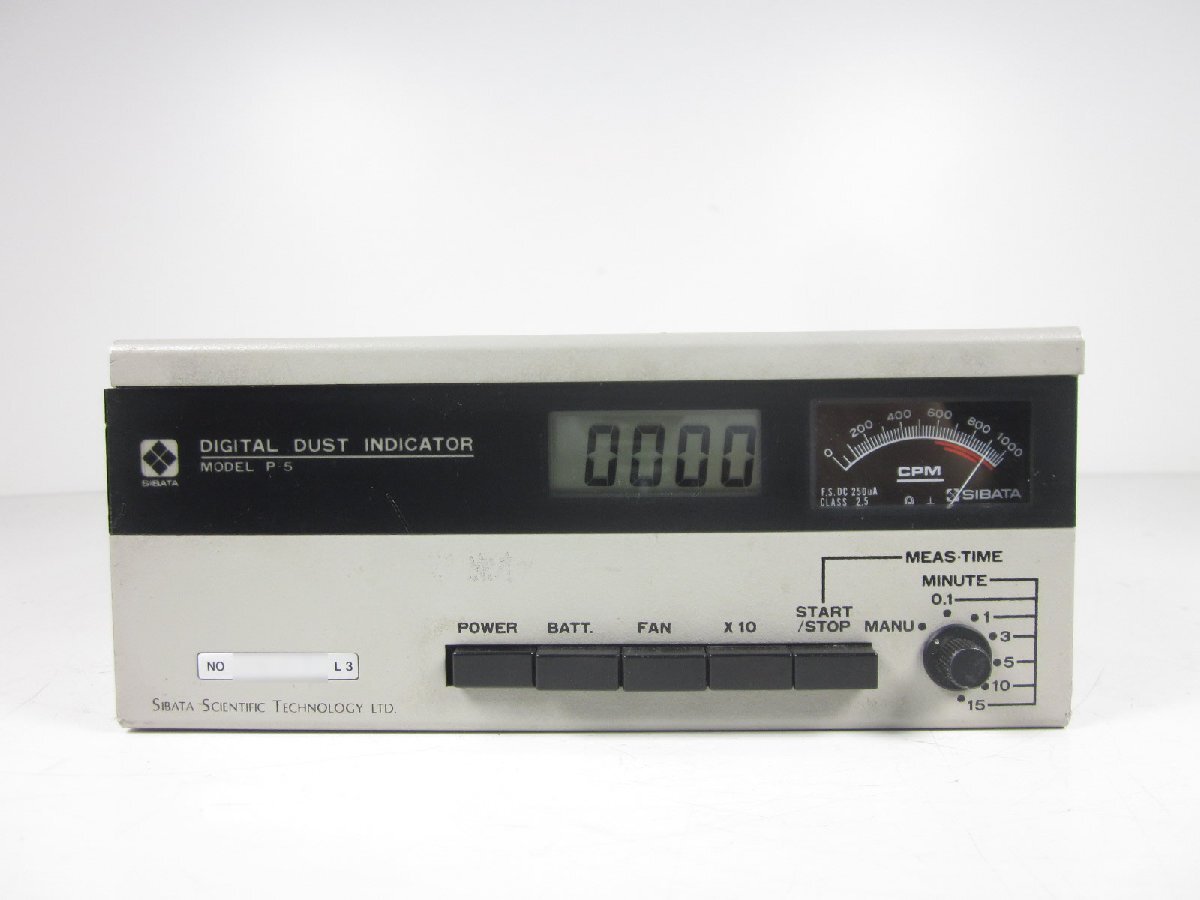 DIGITAL DUST INDICATOR
MODEL P-5
SIBATA
0000
0 200 400 600 800 1000
CPM
F.S. DC 250uA
CLASS 2.5
SIBATA
MEAS·TIME
MINUTE
0.1
1
3
5
10
15
MANU
POWER
BATT.
FAN
X 10
START
/STOP
NO L 3
SIBATA SCIENTIFIC TECHNOLOGY LTD.